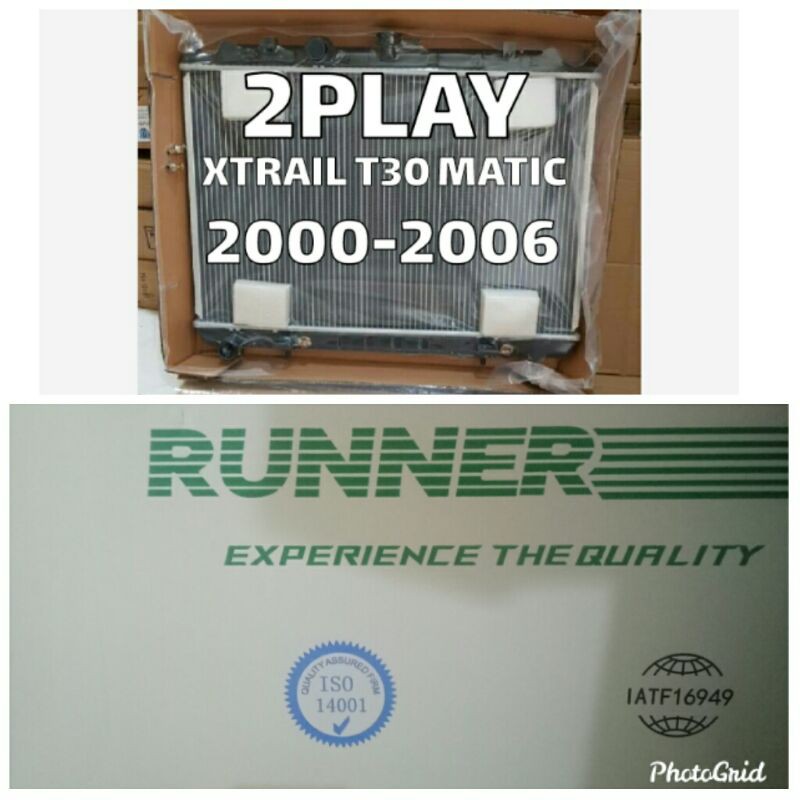 2PLAY
XTRAIL T30 MATIC
2000-2006
RUNNER
EXPERIENCE THE QUALITY
QUALITY ASSURED FIRM
ISO
14001
IATF16949
PhotoGrid